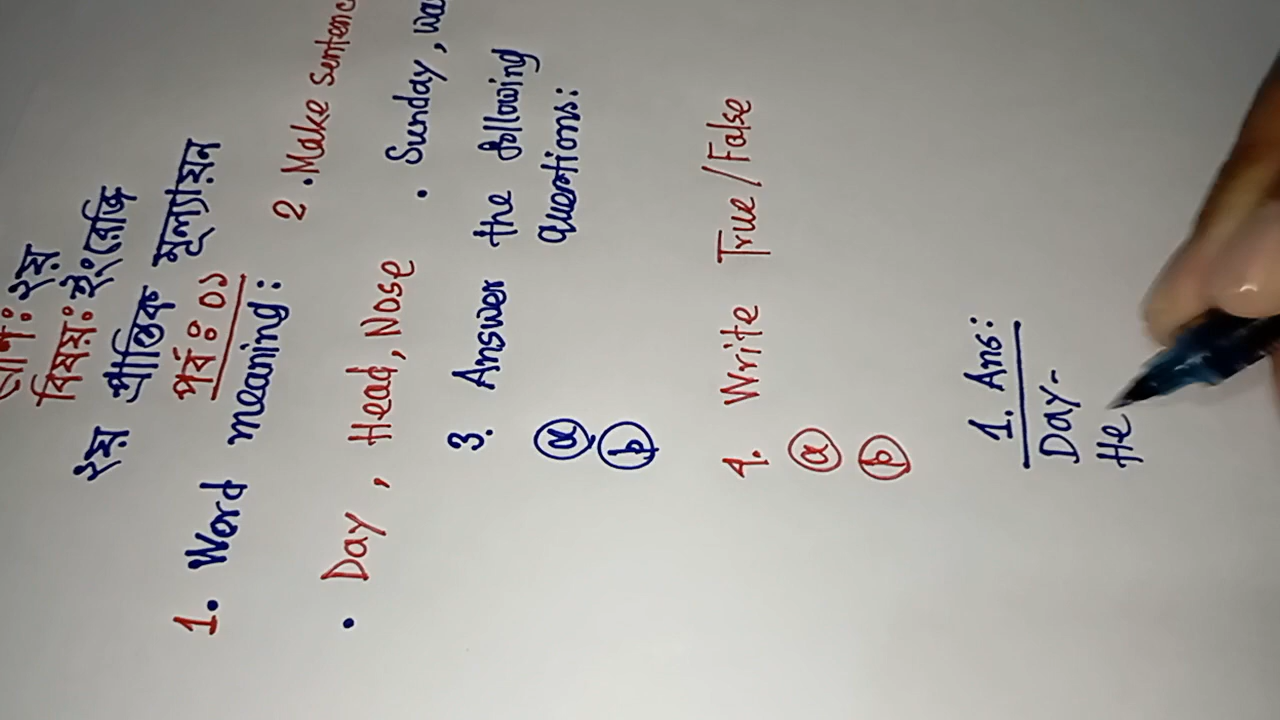 বিষয়: ইংরেজি
২য় প্রান্তিক মূল্যায়ন
পর্ব: ০১
1. Word meaning:
• Day, Head, Nose
2. Make
• Sunday,
3. Answer the following
questions:
ⓐ
ⓑ
4. Write True/False
ⓐ
ⓑ
1. Ans:
Day-
He